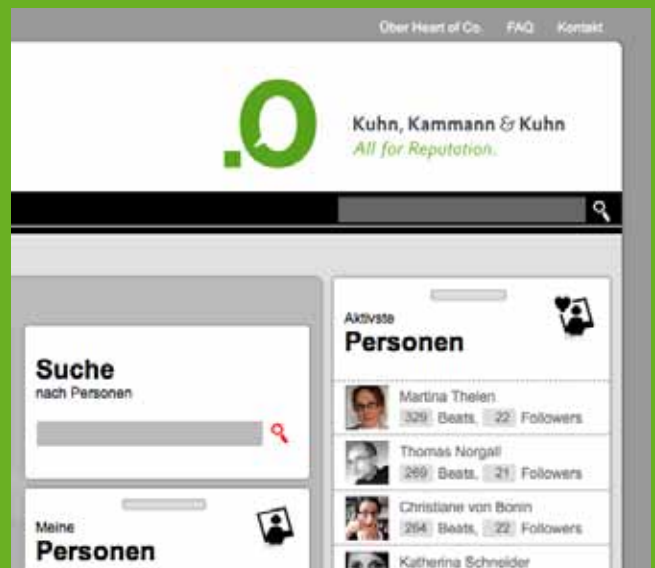 Über Heart of Co. FAQ Kontakt
.O
Kuhn, Kammann & Kuhn
All for Reputation.
Suche
nach Personen
Meine
Personen
Aktivste
Personen
Martina Theien
329 Beats, 22 Followers
Thomas Norgall
269 Beats, 21 Followers
Christiane von Bonin
264 Beats, 22 Followers
Katherina Schneider